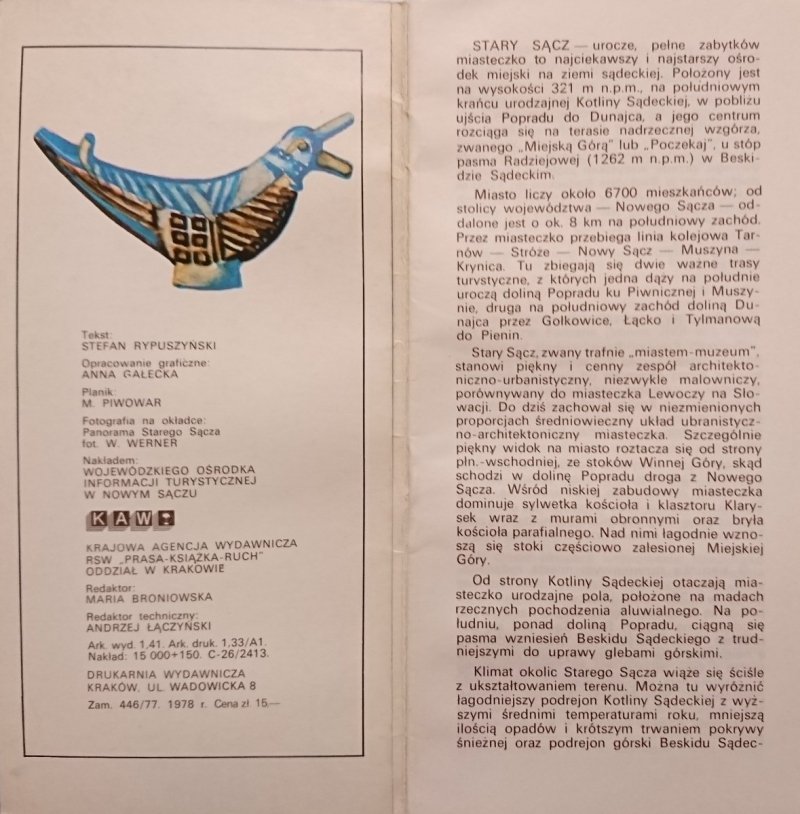 Tekst:
STEFAN RYPUSZYŃSKI
Opracowanie graficzne:
ANNA GAŁECKA
Planik:
M. PIWOWAR
Fotografia na okładce:
Panorama Starego Sącza
fot. W. WERNER
Nakładem:
WOJEWÓDZKIEGO OŚRODKA
INFORMACJI TURYSTYCZNEJ
W NOWYM SĄCZU
KAW
KRAJOWA AGENCJA WYDAWNICZA
RSW „PRASA-KSIĄŻKA-RUCH"
ODDZIAŁ W KRAKOWIE
Redaktor:
MARIA BRONIOWSKA
Redaktor techniczny:
ANDRZEJ ŁĄCZYŃSKI
Ark. wyd. 1,41. Ark. druk. 1,33/A1.
Nakład: 15 000+150. C-26/2413.
DRUKARNIA WYDAWNICZA
KRAKÓW, UL. WADOWICKA 8
Zam. 446/77. 1978 r. Cena zł. 15,—
STARY SĄCZ — urocze, pełne zabytków
miasteczko to najciekawszy i najstarszy ośro-
dek miejski na ziemi sądeckiej. Położony jest
na wysokości 321 m n.p.m., na południowym
krańcu urodzajnej Kotliny Sądeckiej, w pobliżu
ujścia Popradu do Dunajca, a jego centrum
rozciąga się na terasie nadrzecznej wzgórza,
zwanego „Miejską Górą" lub „Poczekaj", u stóp
pasma Radziejowej (1262 m n.p.m.) w Beski-
dzie Sądeckim.
Miasto liczy około 6700 mieszkańców; od
stolicy województwa — Nowego Sącza — od-
dalone jest o ok. 8 km na południowy zachód.
Przez miasteczko przebiega linia kolejowa Tar-
nów — Stróże — Nowy Sącz — Muszyna —
Krynica. Tu zbiegają się dwie ważne trasy
turystyczne, z których jedna dąży na południe
uroczą doliną Popradu ku Piwnicznej i Muszy-
nie, druga na południowy zachód doliną Du-
najca przez Gołkowice, Łącko i Tylmanową
do Pienin.
Stary Sącz, zwany trafnie „miastem-muzeum",
stanowi piękny i cenny zespół architekto-
niczno-urbanistyczny, niezwykle malowniczy,
porównywany do miasteczka Lewoczy na Sło-
wacji. Do dziś zachował się w niezmienionych
proporcjach średniowieczny układ ubranistycz-
no-architektoniczny miasteczka. Szczególnie
piękny widok na miasto roztacza się od strony
płn.-wschodniej, ze stoków Winnej Góry, skąd
schodzi w dolinę Popradu droga z Nowego
Sącza. Wśród niskiej zabudowy miasteczka
dominuje sylwetka kościoła i klasztoru Klary-
sek wraz z murami obronnymi oraz bryła
kościoła parafialnego. Nad nimi łagodnie wzno-
szą się stoki częściowo zalesionej Miejskiej
Góry.
Od strony Kotliny Sądeckiej otaczają mia-
steczko urodzajne pola, położone na madach
rzecznych pochodzenia aluwialnego. Na po-
łudniu, ponad doliną Popradu, ciągną się
pasma wzniesień Beskidu Sądeckiego z trud-
niejszymi do uprawy glebami górskimi.
Klimat okolic Starego Sącza wiąże się ściśle
z ukształtowaniem terenu. Można tu wyróżnić
łagodniejszy podrejon Kotliny Sądeckiej z wyż-
szymi średnimi temperaturami roku, mniejszą
ilością opadów i krótszym trwaniem pokrywy
śnieżnej oraz podrejon górski Beskidu Sądec-